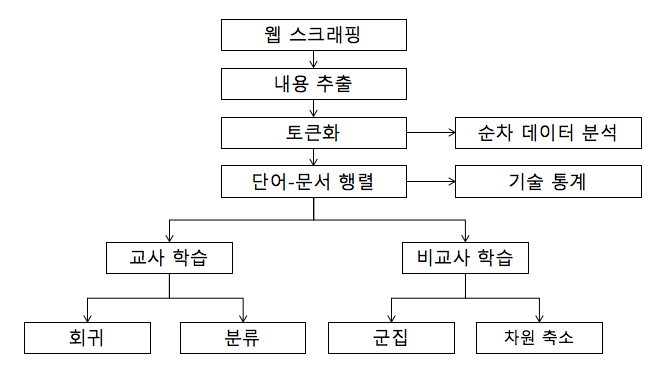 웹 스크래핑
내용 추출
토큰화
순차 데이터 분석
단어-문서 행렬
기술 통계
교사 학습
비교사 학습
회귀
분류
군집
차원 축소